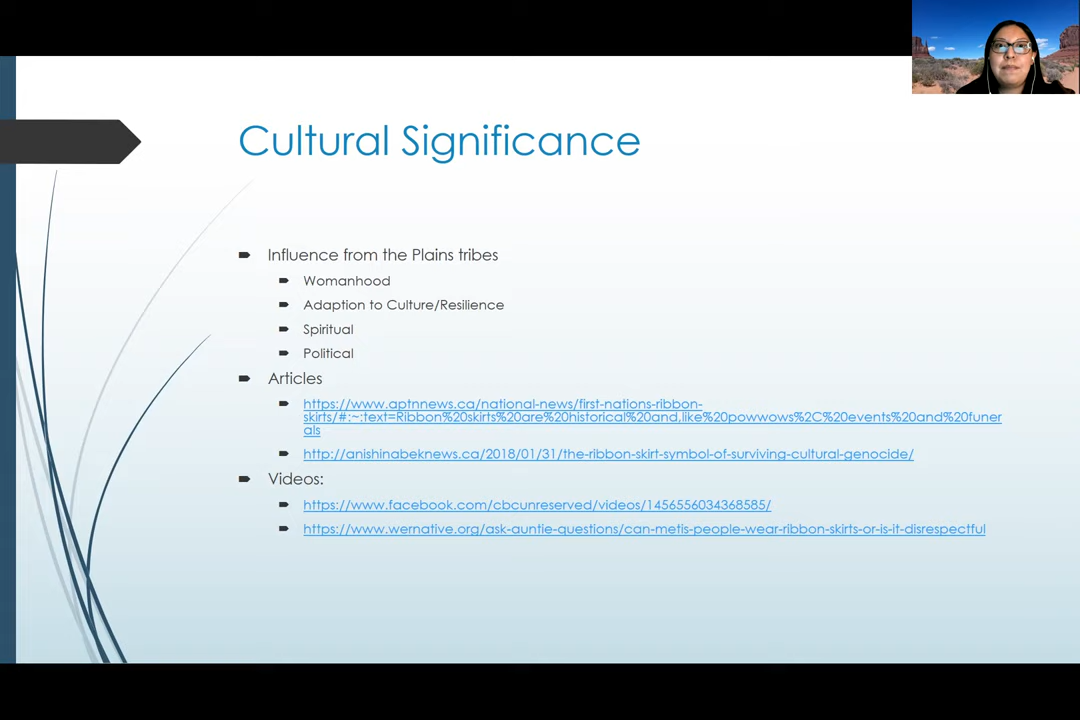 Cultural Significance
Influence from the Plains tribes
Womanhood
Adaption to Culture/Resilience
Spiritual
Political
Articles
https://www.aptnnews.ca/national-news/first-nations-ribbon-
skirts/#:~:text=Ribbon%20skirts%20are%20historical%20and,like%20powwows%2C%20events%20and%20funer
als
http://anishinabeknews.ca/2018/01/31/the-ribbon-skirt-symbol-of-surviving-cultural-genocide/
Videos:
https://www.facebook.com/cbcunreserved/videos/1456556034368585/
https://www.wernative.org/ask-auntie-questions/can-metis-people-wear-ribbon-skirts-or-is-it-disrespectful